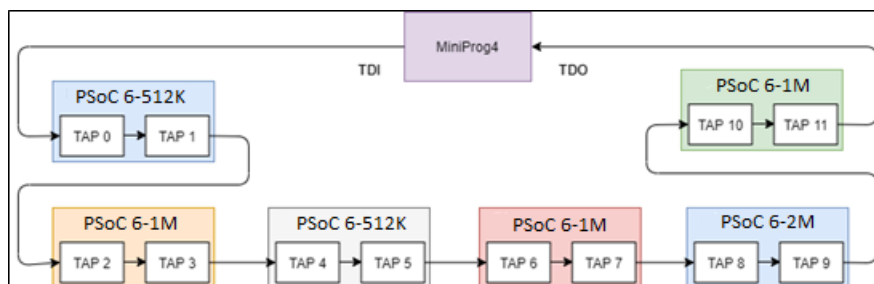 MiniProg4
TDI
TDO
PSoC 6-512K
TAP 0
TAP 1
PSoC 6-1M
TAP 10
TAP 11
PSoC 6-1M
TAP 2
TAP 3
PSoC 6-512K
TAP 4
TAP 5
PSoC 6-1M
TAP 6
TAP 7
PSoC 6-2M
TAP 8
TAP 9